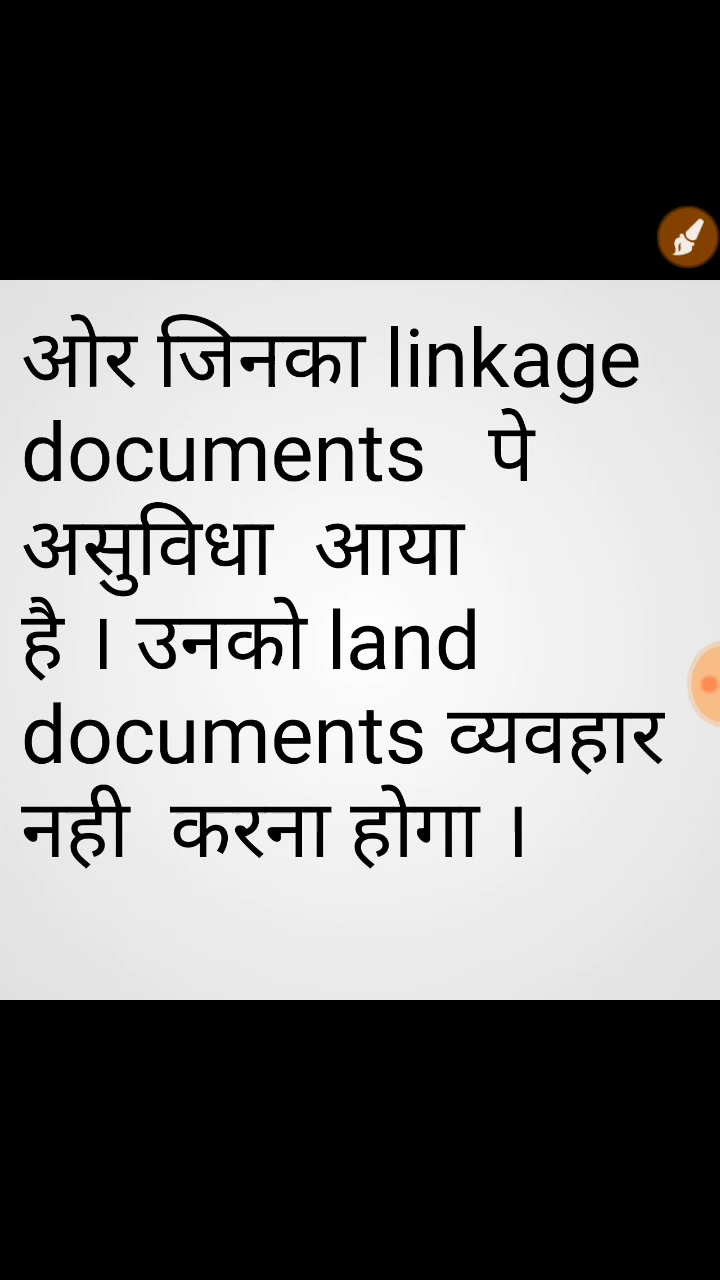 ओर जिनका linkage
documents पे
असुविधा आया
है । उनको land
documents व्यवहार
नही करना होगा ।